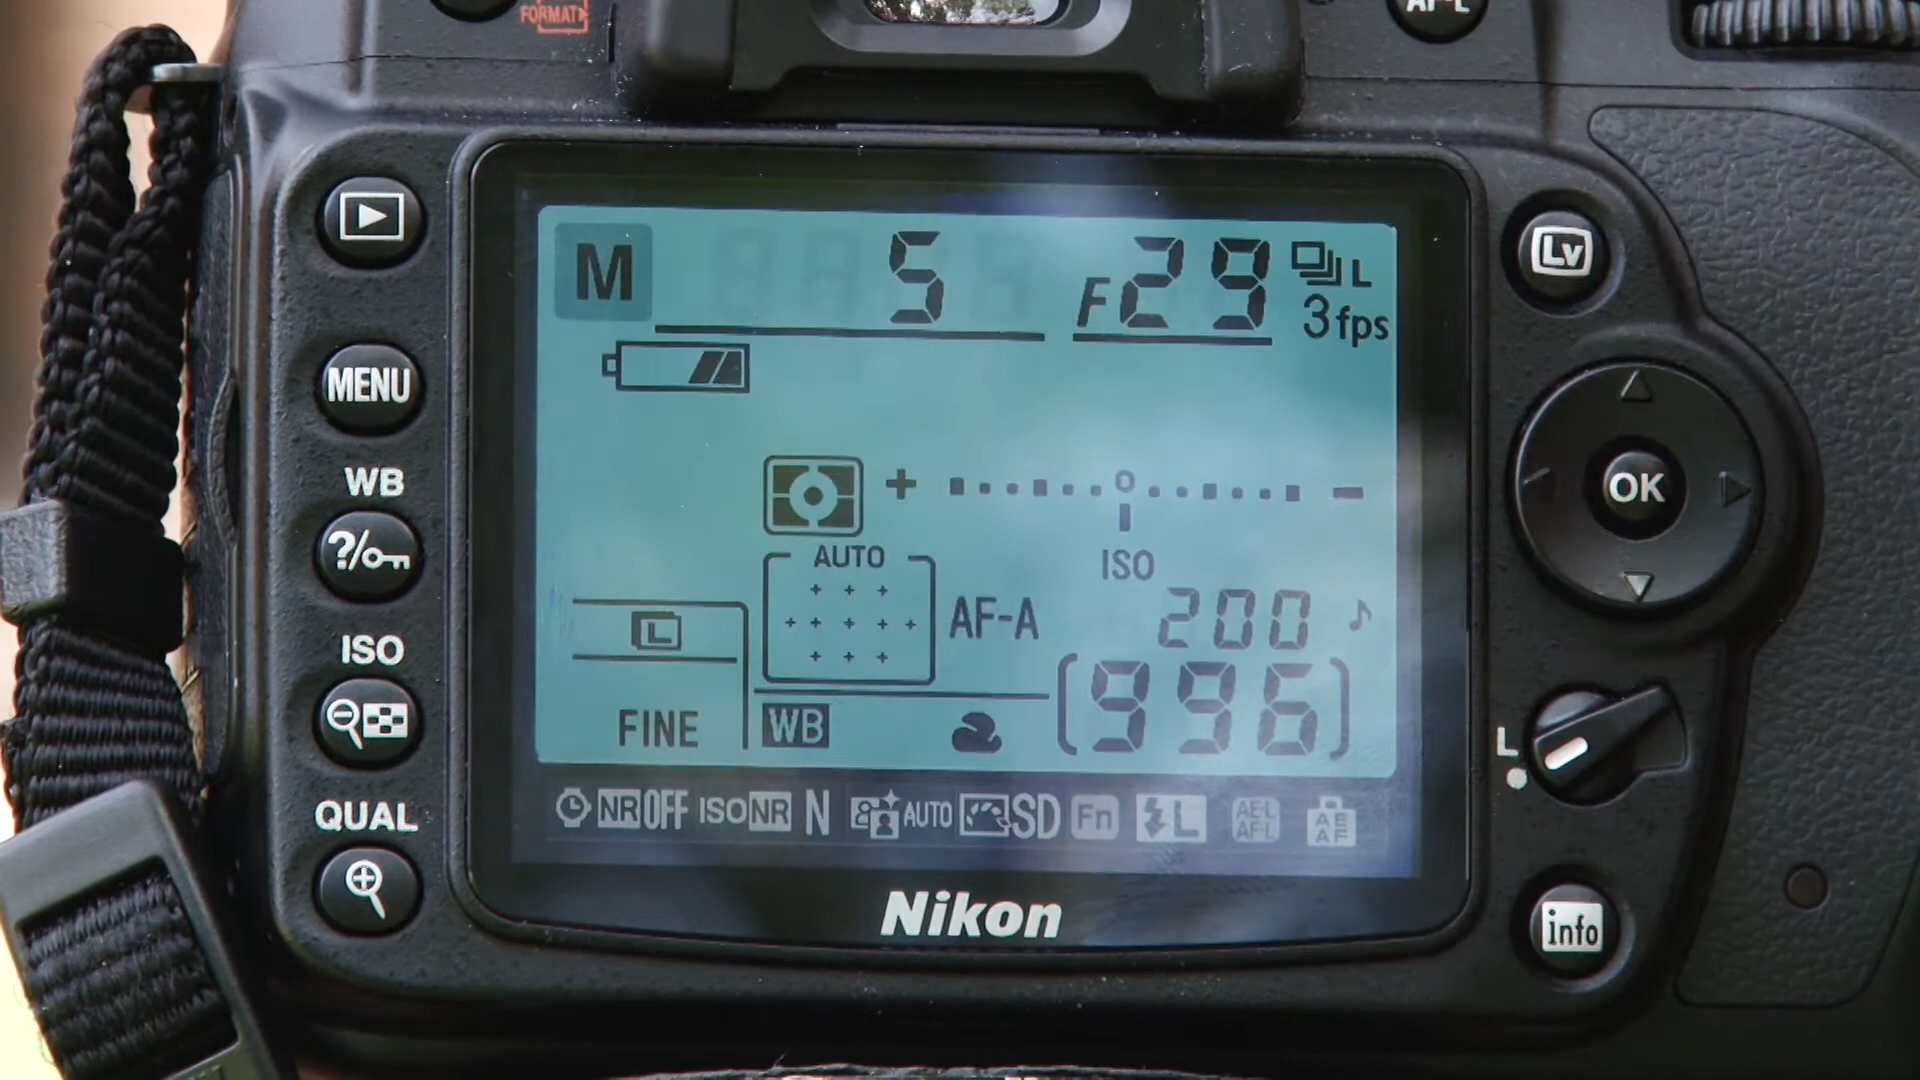 FORMAT
AF-L
M 5 F29 L
3 fps
Lv
MENU
WB
?
+ -
OK
AUTO
ISO
AF-A
200
L
ISO
[996]
FINE
WB
L
QUAL
NR OFF ISO NR N AUTO SD Fn L AE-L AF-L AE AF
Nikon
info